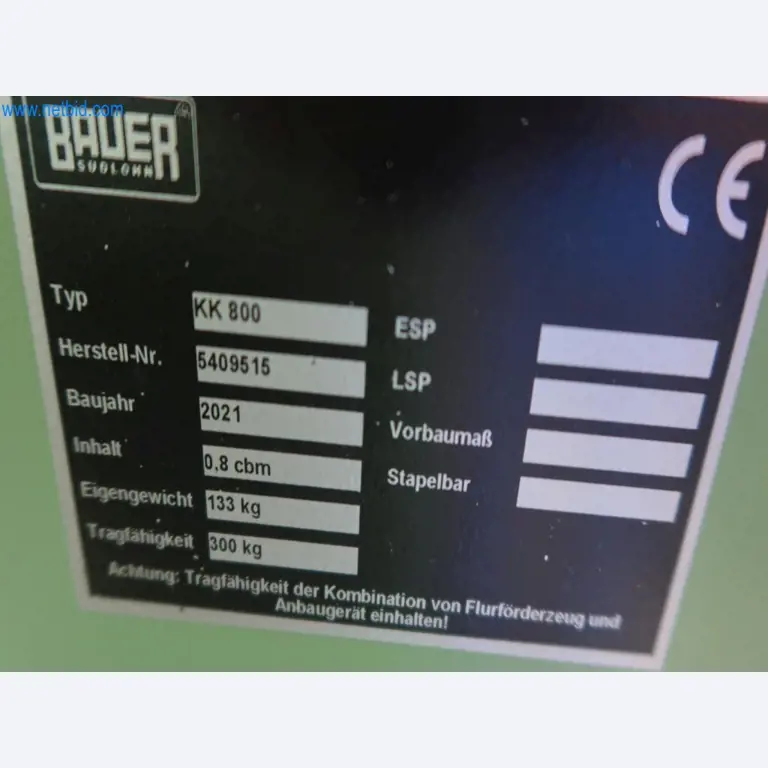 www.netbid.com
BAUER
SÜDLOHN
CE
Typ KK 800
Herstell-Nr. 5409515
Baujahr 2021
Inhalt 0,8 cbm
Eigengewicht 133 kg
Tragfähigkeit 300 kg
ESP
LSP
Vorbaumaß
Stapelbar
Achtung: Tragfähigkeit der Kombination von Flurförderzeug und
Anbaugerät einhalten!